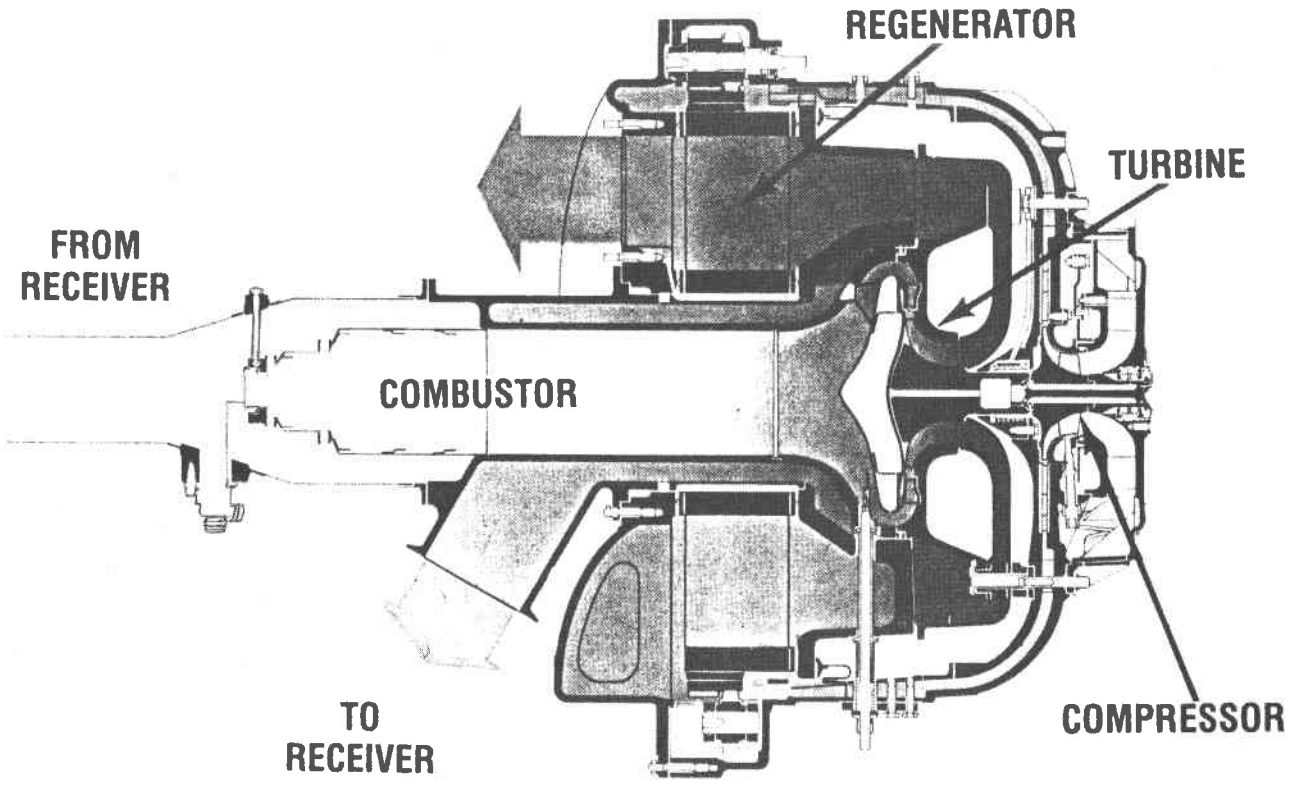 REGENERATOR
TURBINE
FROM
RECEIVER
COMBUSTOR
COMPRESSOR
TO
RECEIVER